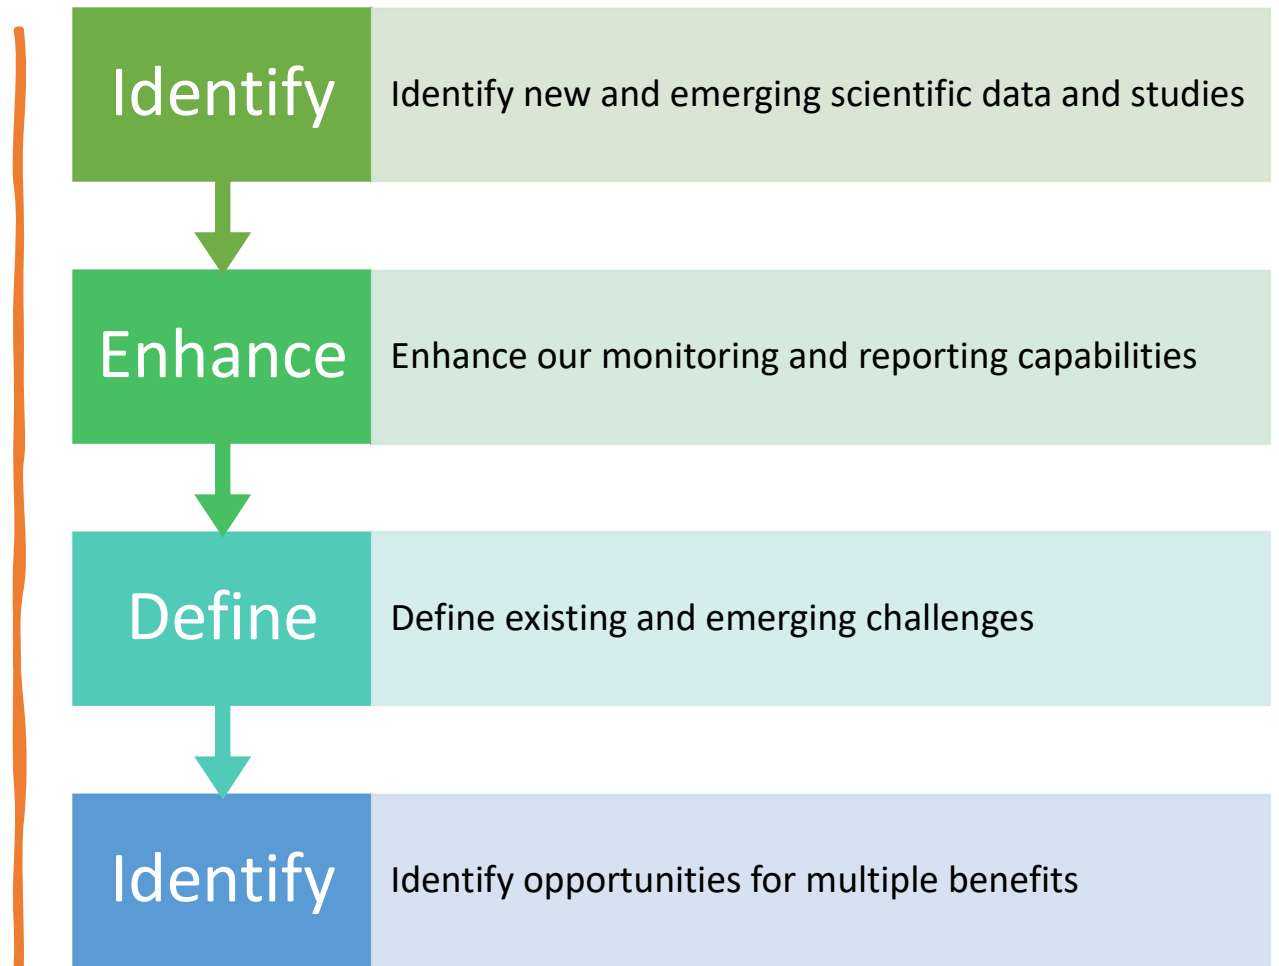 Identify
Identify new and emerging scientific data and studies
Enhance
Enhance our monitoring and reporting capabilities
Define
Define existing and emerging challenges
Identify
Identify opportunities for multiple benefits